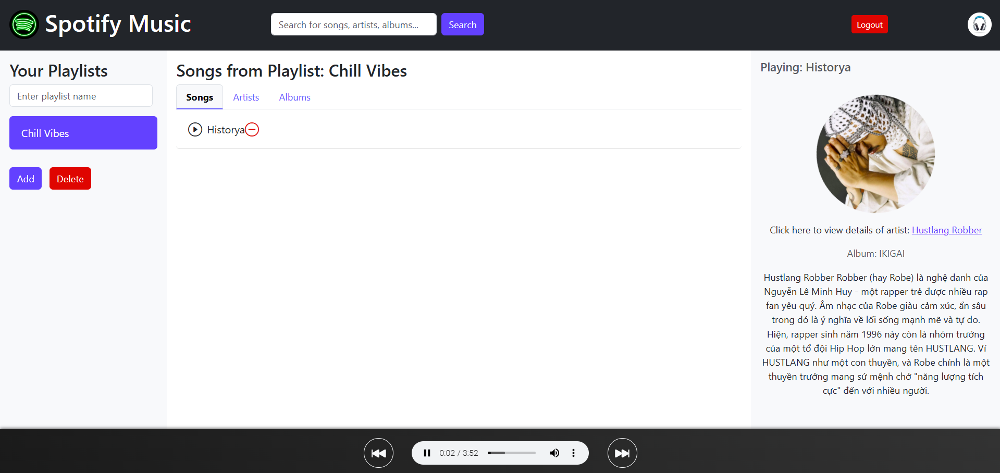 Spotify Music
Search for songs, artists, albums...
Search
Logout
Your Playlists
Enter playlist name
Chill Vibes
Add
Delete
Songs from Playlist: Chill Vibes
Songs
Artists
Albums
Historya
Playing: Historya
Click here to view details of artist: Hustlang Robber
Album: IKIGAI
Hustlang Robber Robber (hay Robe) là nghệ danh của
Nguyễn Lê Minh Huy - một rapper trẻ được nhiều rap
fan yêu quý. Âm nhạc của Robe giàu cảm xúc, ẩn sâu
trong đó là ý nghĩa về lối sống mạnh mẽ và tự do.
Hiện, rapper sinh năm 1996 này còn là nhóm trưởng
của một tổ đội Hip Hop lớn mang tên HUSTLANG. Ví
HUSTLANG như một con thuyền, và Robe chính là một
thuyền trưởng mang sứ mệnh chở "năng lượng tích
cực" đến với nhiều người.
0:02 / 3:52